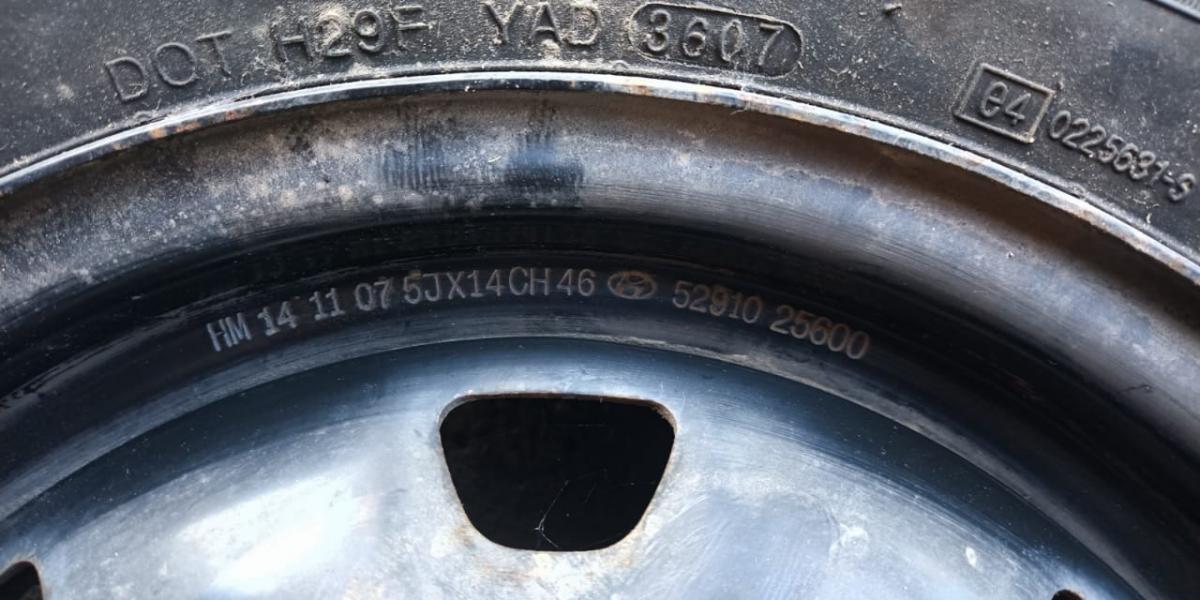 DOT H29F YAD 3607
e4 0225631-S
HM 14 11 07 5JX14CH46 52910 25600